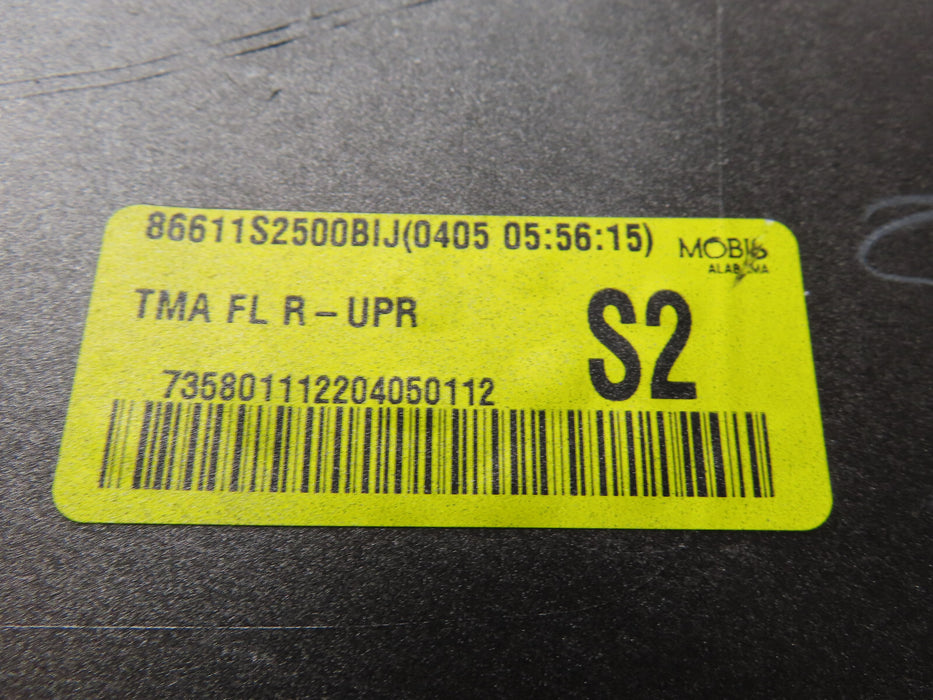 86611S2500BIJ(0405 05:56:15)
MOBIS
ALABAMA
TMA FL R-UPR
S2
735801112204050112